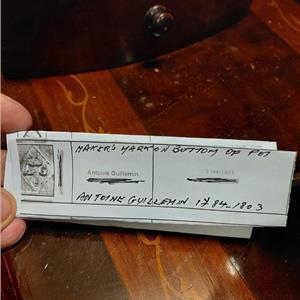 MAKER'S MARK ON BOTTOM OF POT
Antoine Guillemin 1784-1803
ANTOINE GUILLEMIN 1784-1803